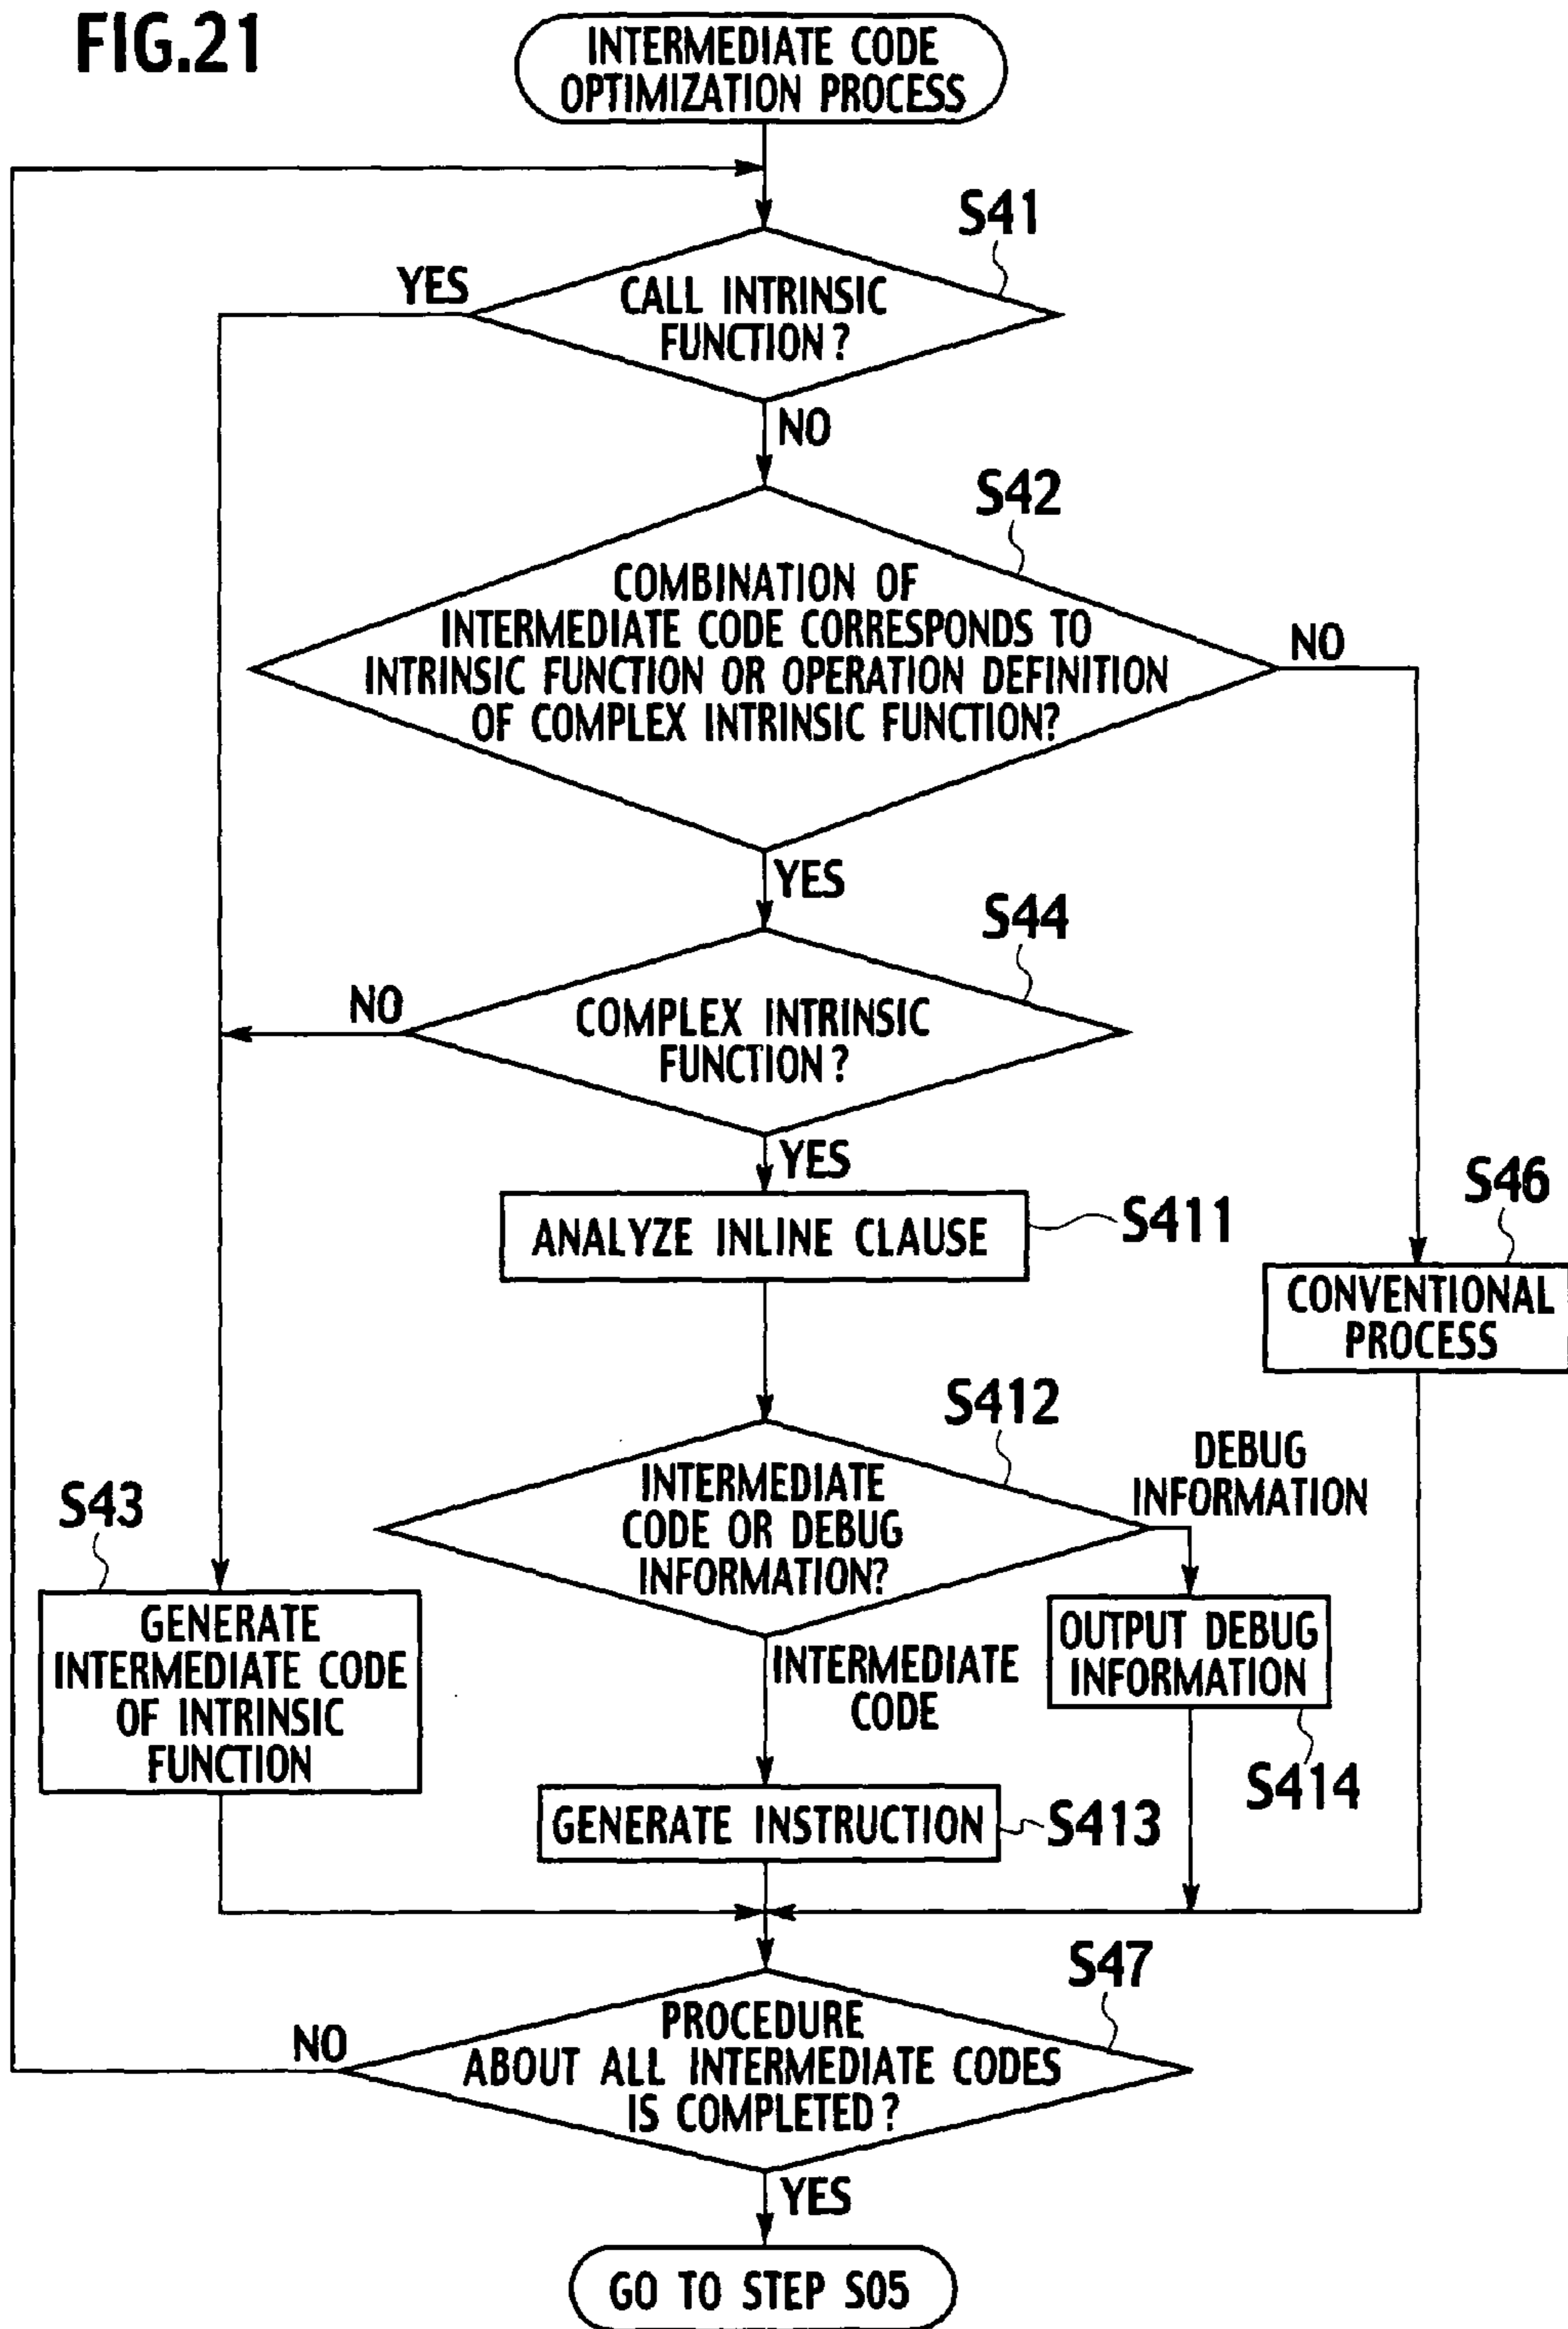 FIG.21
INTERMEDIATE CODE
OPTIMIZATION PROCESS
S41
YES
CALL INTRINSIC
FUNCTION?
NO
S42
COMBINATION OF
INTERMEDIATE CODE CORRESPONDS TO
INTRINSIC FUNCTION OR OPERATION DEFINITION
OF COMPLEX INTRINSIC FUNCTION?
NO
YES
S44
NO
COMPLEX INTRINSIC
FUNCTION?
YES
S46
ANALYZE INLINE CLAUSE
S411
CONVENTIONAL
PROCESS
S412
DEBUG
INFORMATION
INTERMEDIATE
CODE OR DEBUG
INFORMATION?
S43
GENERATE
INTERMEDIATE CODE
OF INTRINSIC
FUNCTION
OUTPUT DEBUG
INFORMATION
INTERMEDIATE
CODE
S414
GENERATE INSTRUCTION
S413
S47
NO
PROCEDURE
ABOUT ALL INTERMEDIATE CODES
IS COMPLETED?
YES
GO TO STEP S05